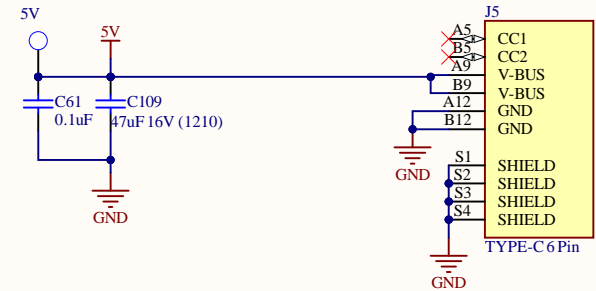 5V
5V
C61
0.1uF
C109
47uF 16V (1210)
GND
J5
A5
CC1
B5
CC2
A9
V-BUS
B9
V-BUS
A12
GND
B12
GND
GND
S1
SHIELD
S2
SHIELD
S3
SHIELD
S4
SHIELD
TYPE-C 6 Pin
GND